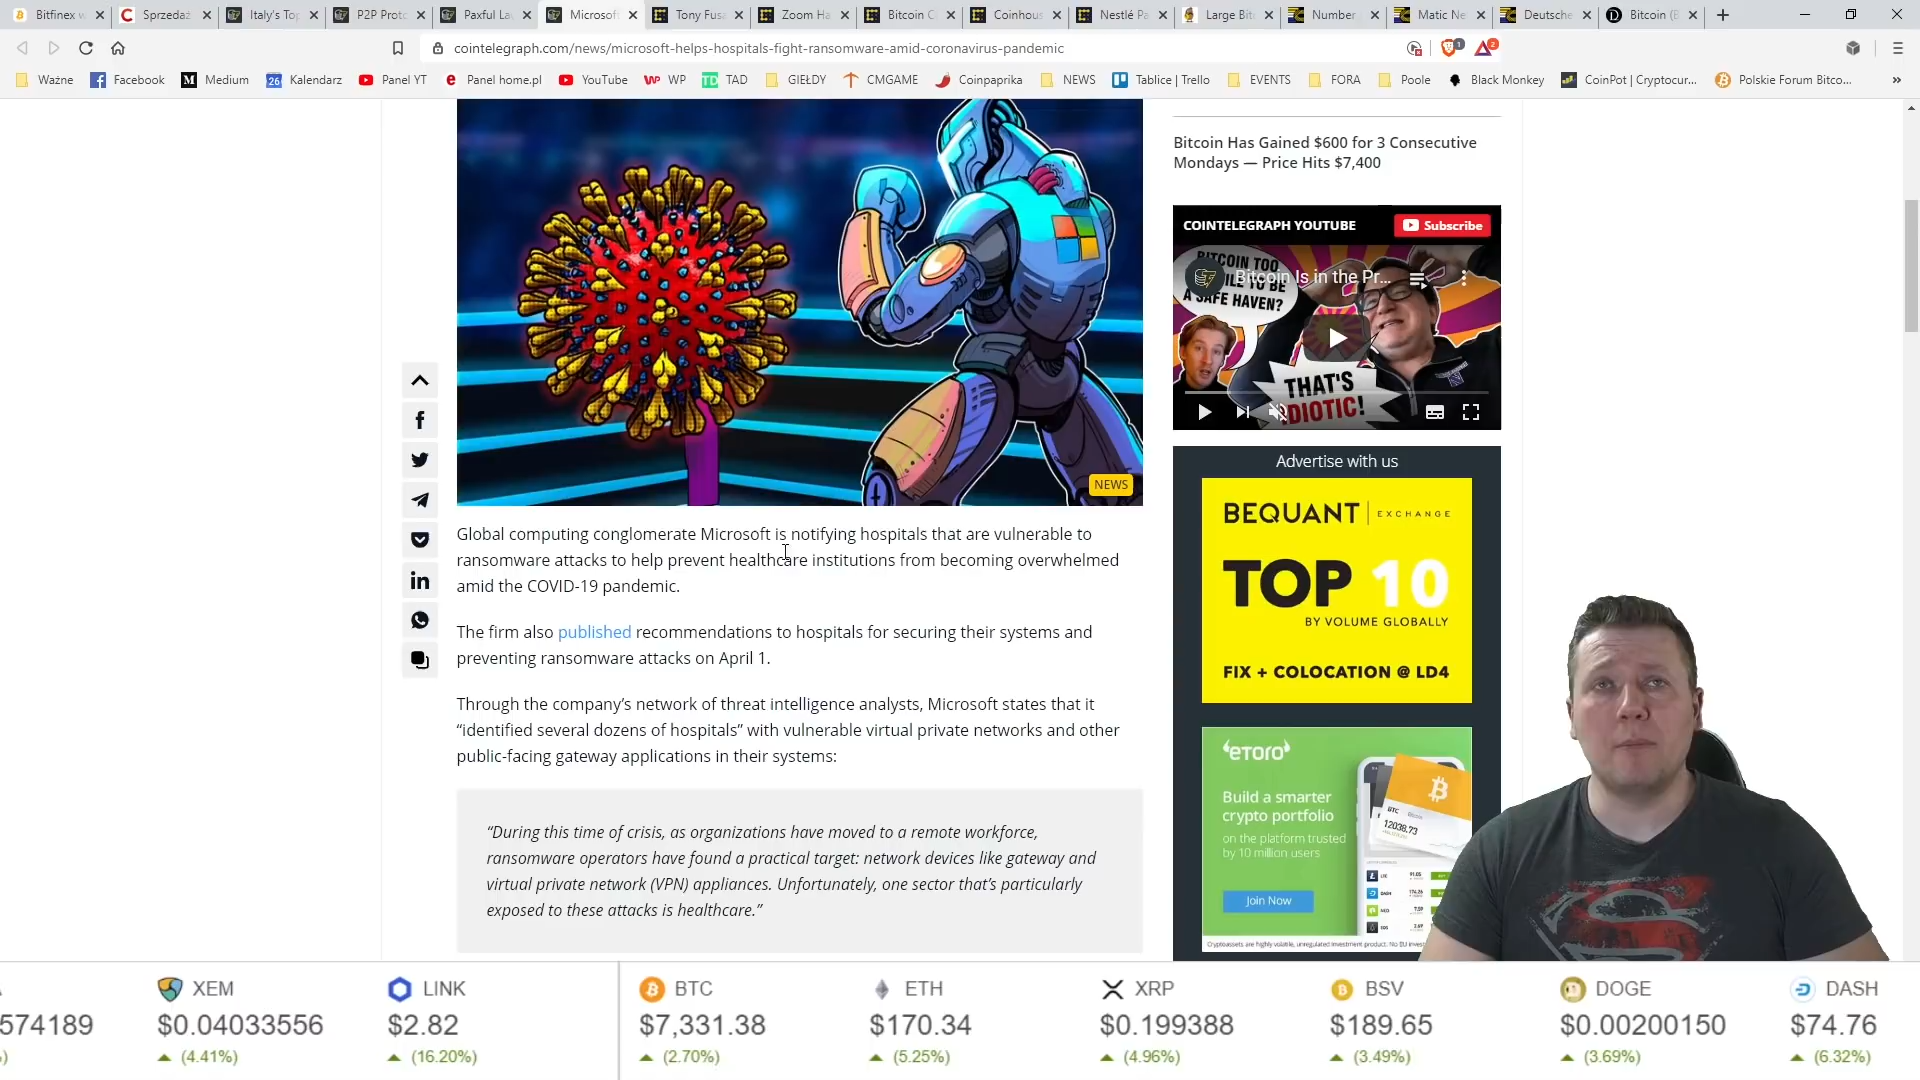 Bitfinex w
Sprzedaż
Italy's Top
P2P Proto
Paxful La
Microsoft
Tony Fusa
Zoom Ha
Bitcoin C
Coinhous
Nestlé Pa
Large Bit
Number
Matic Ne
Deutsche
Bitcoin (B
cointelegraph.com/news/microsoft-helps-hospitals-fight-ransomware-amid-coronavirus-pandemic
1
2
Ważne
Facebook
Medium
Kalendarz
Panel YT
Panel home.pl
YouTube
WP
TAD
GIEŁDY
CMGAME
Coinpaprika
NEWS
Tablice | Trello
EVENTS
FORA
Poole
Black Monkey
CoinPot | Cryptocur...
Polskie Forum Bitco...
NEWS
Global computing conglomerate Microsoft is notifying hospitals that are vulnerable to
ransomware attacks to help prevent healthcare institutions from becoming overwhelmed
amid the COVID-19 pandemic.
The firm also published recommendations to hospitals for securing their systems and
preventing ransomware attacks on April 1.
Through the company’s network of threat intelligence analysts, Microsoft states that it
“identified several dozens of hospitals” with vulnerable virtual private networks and other
public-facing gateway applications in their systems:
“During this time of crisis, as organizations have moved to a remote workforce,
ransomware operators have found a practical target: network devices like gateway and
virtual private network (VPN) appliances. Unfortunately, one sector that’s particularly
exposed to these attacks is healthcare.”
Bitcoin Has Gained $600 for 3 Consecutive
Mondays — Price Hits $7,400
COINTELEGRAPH YOUTUBE
Subscribe
Bitcoin Is in the Pr...
BITCOIN TOO
BE
A SAFE HAVEN?
THAT'S
IDIOTIC!
Advertise with us
BEQUANT | EXCHANGE
TOP 10
BY VOLUME GLOBALLY
FIX + COLOCATION @ LD4
eToro
Build a smarter
crypto portfolio
on the platform trusted
by 10 million users
Join Now
BTC
12038.73
Cryptoassets are highly volatile, unregulated investment product. No EU
574189
XEM
$0.04033556
(4.41%)
LINK
$2.82
(16.20%)
BTC
$7,331.38
(2.70%)
ETH
$170.34
(5.25%)
XRP
$0.199388
(4.96%)
BSV
$189.65
(3.49%)
DOGE
$0.00200150
(3.69%)
DASH
$74.76
(6.32%)